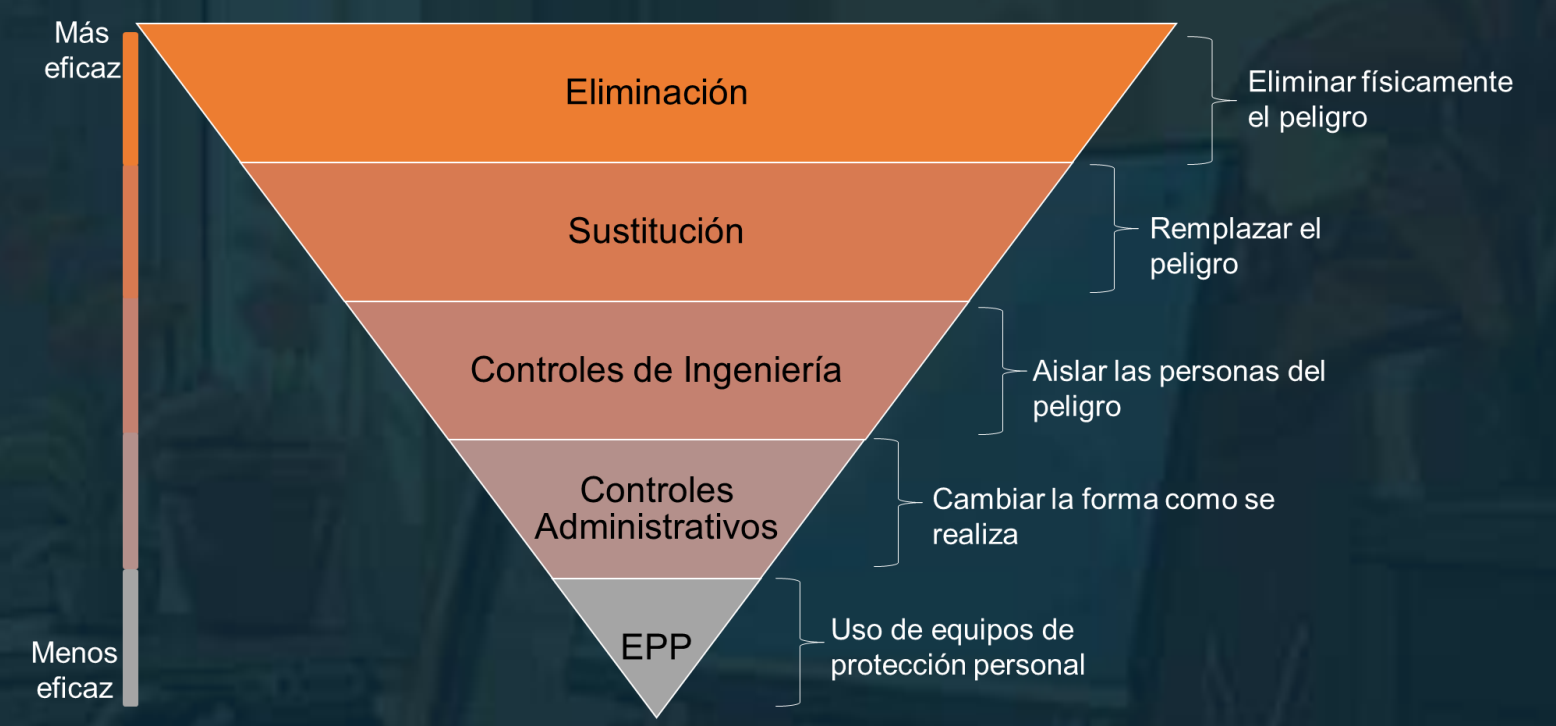 Más
eficaz
Eliminación
Eliminar físicamente
el peligro
Sustitución
Remplazar el
peligro
Controles de Ingeniería
Aislar las personas del
peligro
Controles
Administrativos
Cambiar la forma como se
realiza
EPP
Uso de equipos de
protección personal
Menos
eficaz